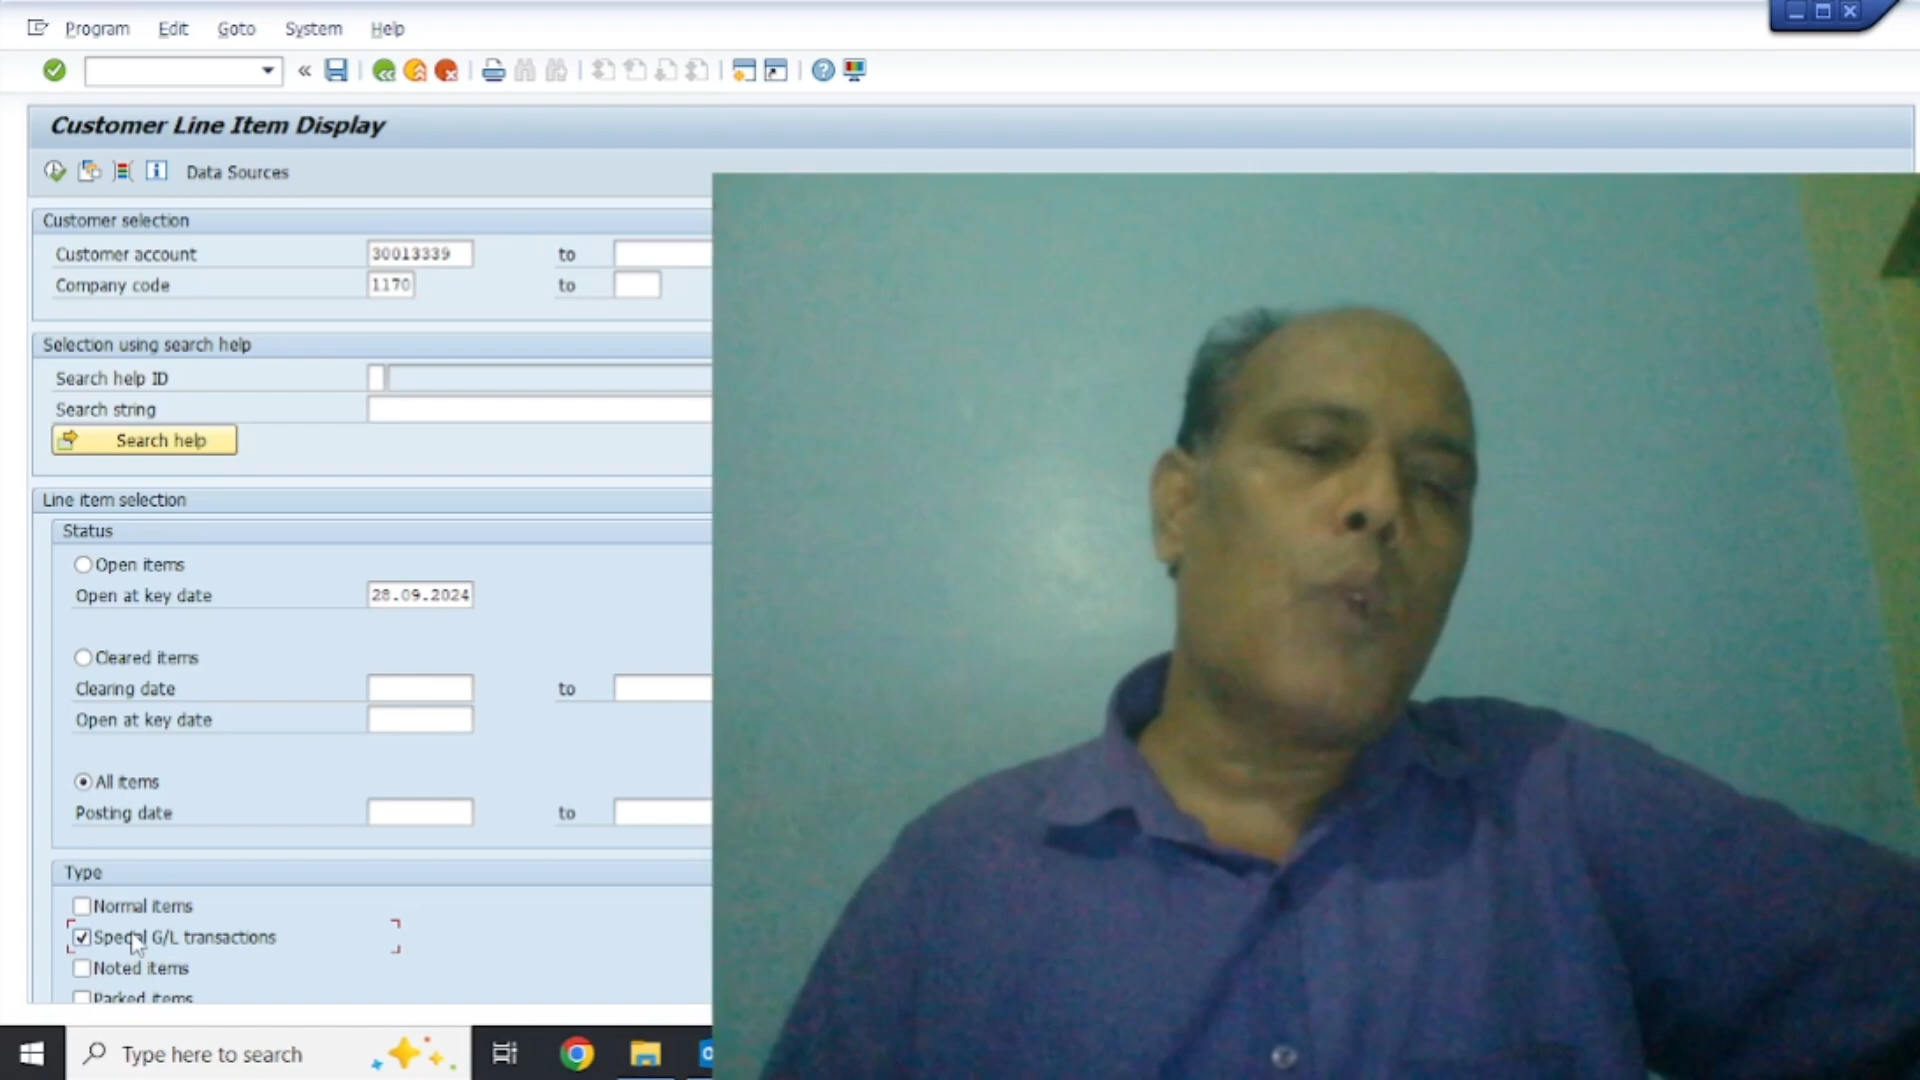 Program Edit Goto System Help
Customer Line Item Display
Data Sources
Customer selection
Customer account 30013339 to
Company code 1170 to
Selection using search help
Search help ID
Search string
Search help
Line item selection
Status
Open items
Open at key date 28.09.2024
Cleared items
Clearing date to
Open at key date
All items
Posting date to
Type
Normal items
Special G/L transactions
Noted items
Parked items
Type here to search